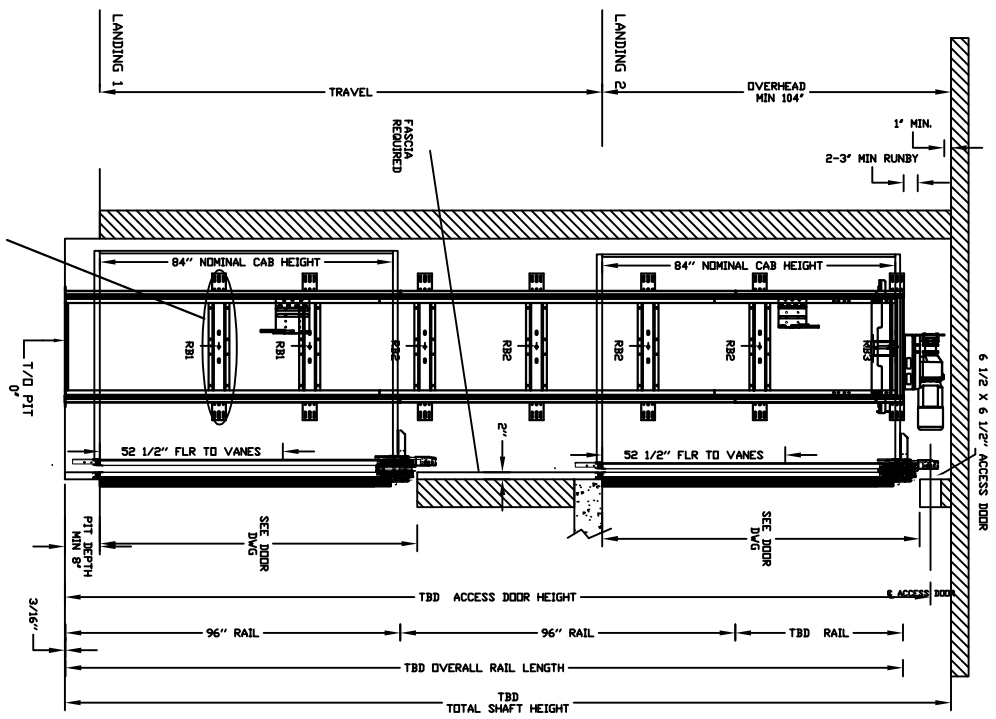 LANDING 1
LANDING 2
TRAVEL
OVERHEAD
MIN 104"
1" MIN.
2-3" MIN RUNBY
FASCIA
REQUIRED
84" NOMINAL CAB HEIGHT
84" NOMINAL CAB HEIGHT
RB1
RB1
RB2
RB2
RB2
RB2
RB3
T/O PIT
0"
6 1/2 X 6 1/2" ACCESS DOOR
52 1/2" FLR TO VANES
2"
52 1/2" FLR TO VANES
PIT DEPTH
MIN 8"
SEE DOOR
DWG
SEE DOOR
DWG
TBD ACCESS DOOR HEIGHT
ACCESS DOOR
3/16"
96" RAIL
96" RAIL
TBD RAIL
TBD OVERALL RAIL LENGTH
TBD
TOTAL SHAFT HEIGHT